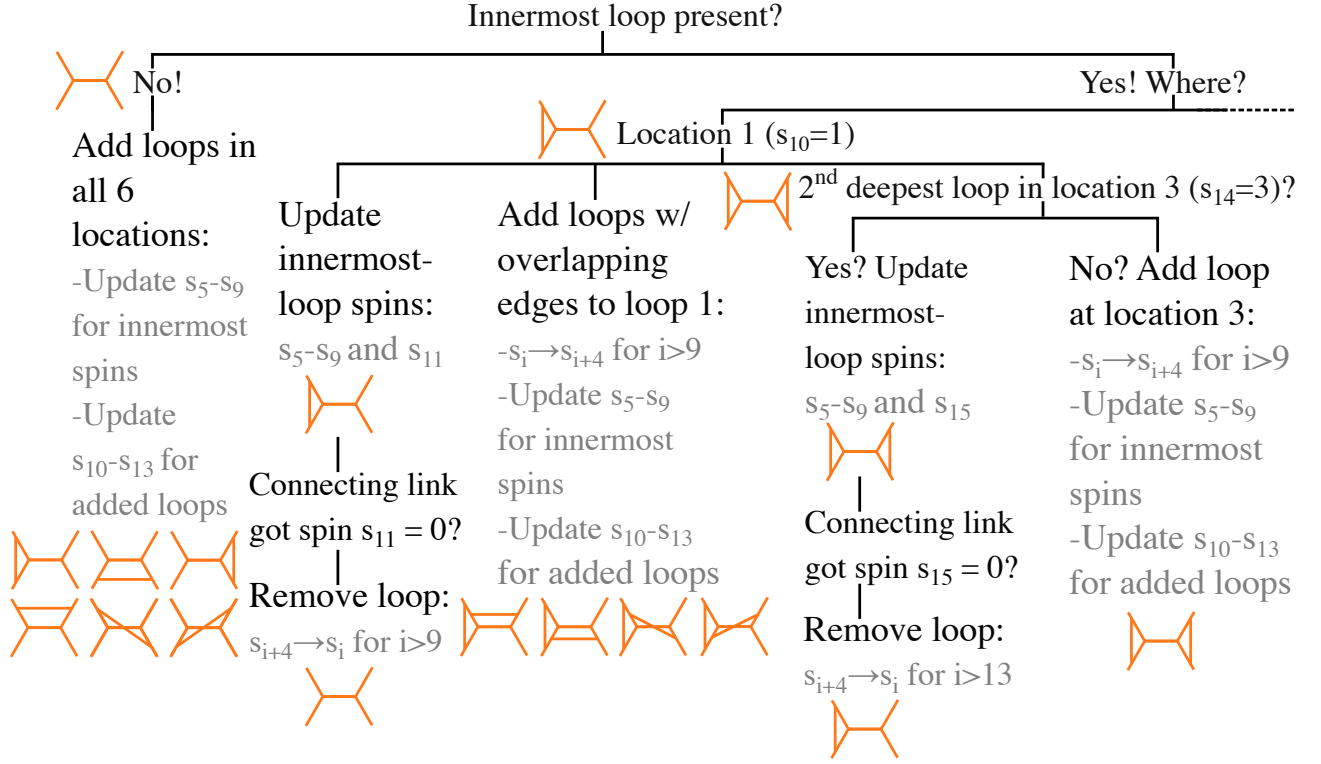 Innermost loop present?
No!
Yes! Where?
Add loops in
all 6
locations:
-Update s5-s9
for innermost
spins
-Update
s10-s13 for
added loops
Location 1 (s10=1)
Update
innermost-
loop spins:
s5-s9 and s11
Connecting link
got spin s11 = 0?
Remove loop:
si+4→si for i>9
Add loops w/
overlapping
edges to loop 1:
-si→si+4 for i>9
-Update s5-s9
for innermost
spins
-Update s10-s13
for added loops
2nd deepest loop in location 3 (s14=3)?
Yes? Update
innermost-
loop spins:
s5-s9 and s15
Connecting link
got spin s15 = 0?
Remove loop:
si+4→si for i>13
No? Add loop
at location 3:
-si→si+4 for i>9
-Update s5-s9
for innermost
spins
-Update s10-s13
for added loops